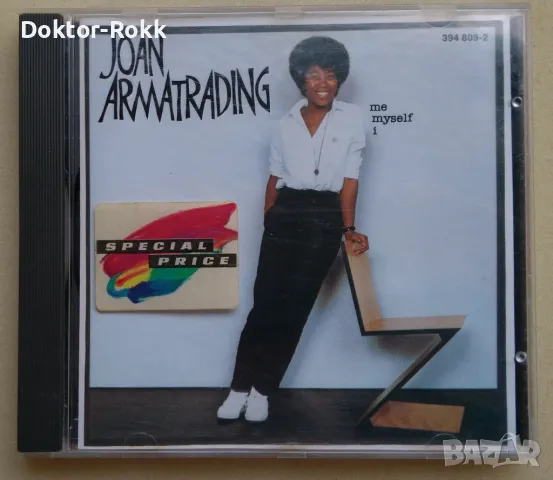 Doktor-Rokk
JOAN
ARMATRADING
394 809-2
me
myself
i
SPECIAL
PRICE
BAZAR